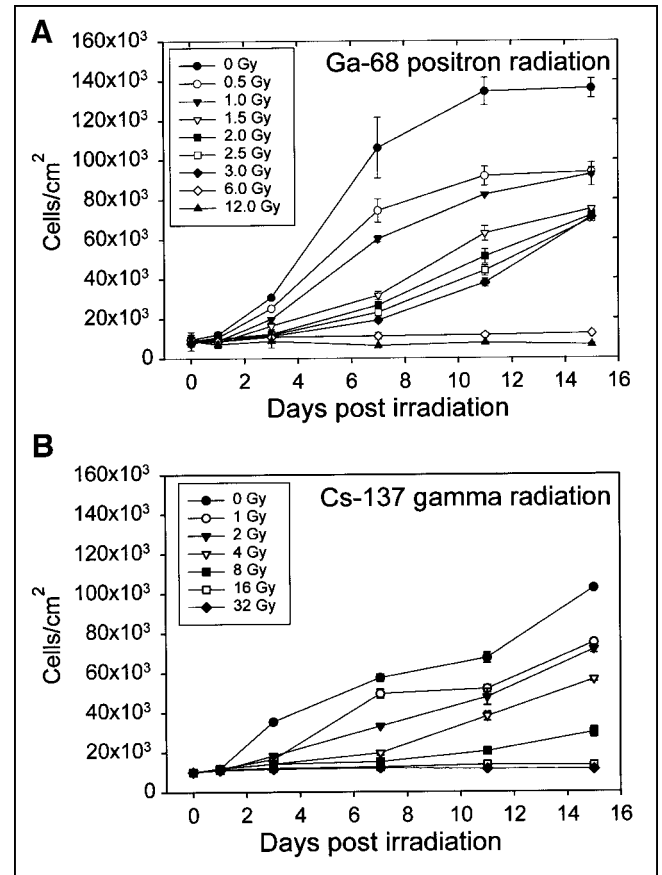 A
Ga-68 positron radiation
160x10³
140x10³
120x10³
100x10³
80x10³
60x10³
40x10³
20x10³
0
Cells/cm²
0 Gy
0.5 Gy
1.0 Gy
1.5 Gy
2.0 Gy
2.5 Gy
3.0 Gy
6.0 Gy
12.0 Gy
0 2 4 6 8 10 12 14 16
Days post irradiation
B
Cs-137 gamma radiation
160x10³
140x10³
120x10³
100x10³
80x10³
60x10³
40x10³
20x10³
0
Cells/cm²
0 Gy
1 Gy
2 Gy
4 Gy
8 Gy
16 Gy
32 Gy
0 2 4 6 8 10 12 14 16
Days post irradiation